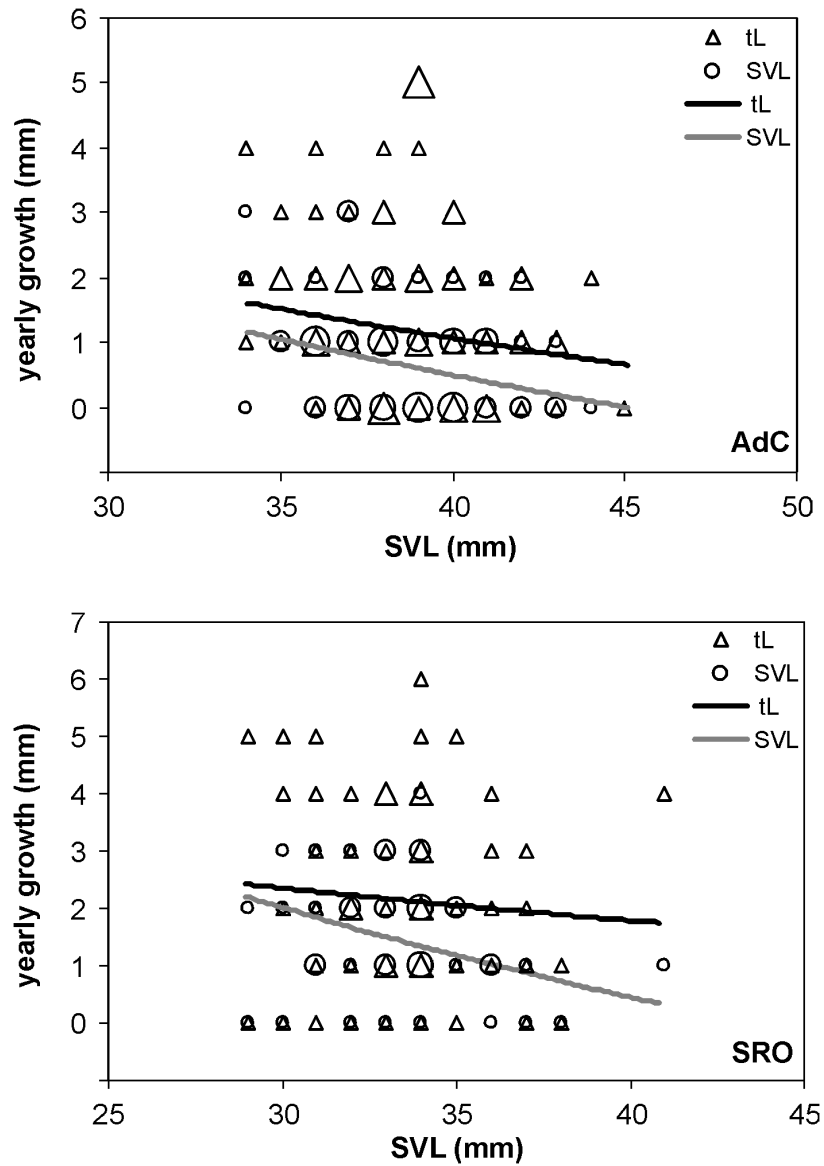 6
5
4
3
2
1
0
yearly growth (mm)
tL
SVL
tL
SVL
AdC
30 35 40 45 50
SVL (mm)
7
6
5
4
3
2
1
0
yearly growth (mm)
tL
SVL
tL
SVL
SRO
25 30 35 40 45
SVL (mm)